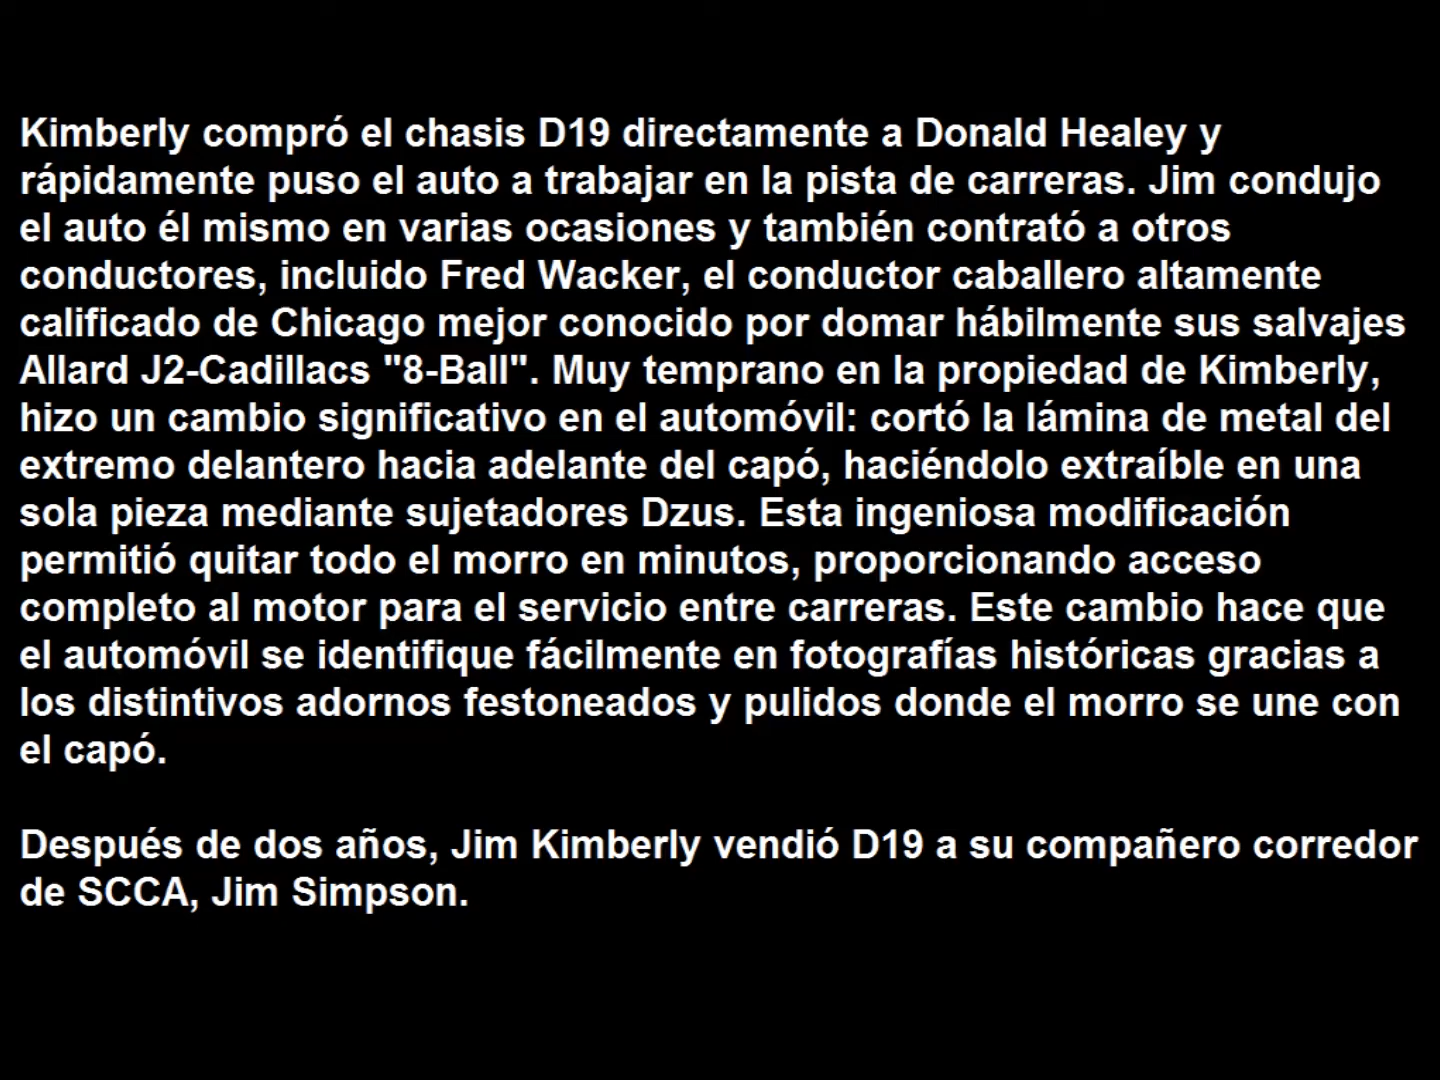 Kimberly compró el chasis D19 directamente a Donald Healey y
rápidamente puso el auto a trabajar en la pista de carreras. Jim condujo
el auto él mismo en varias ocasiones y también contrató a otros
conductores, incluido Fred Wacker, el conductor caballero altamente
calificado de Chicago mejor conocido por domar hábilmente sus salvajes
Allard J2-Cadillacs "8-Ball". Muy temprano en la propiedad de Kimberly,
hizo un cambio significativo en el automóvil: cortó la lámina de metal del
extremo delantero hacia adelante del capó, haciéndolo extraíble en una
sola pieza mediante sujetadores Dzus. Esta ingeniosa modificación
permitió quitar todo el morro en minutos, proporcionando acceso
completo al motor para el servicio entre carreras. Este cambio hace que
el automóvil se identifique fácilmente en fotografías históricas gracias a
los distintivos adornos festoneados y pulidos donde el morro se une con
el capó.
Después de dos años, Jim Kimberly vendió D19 a su compañero corredor
de SCCA, Jim Simpson.